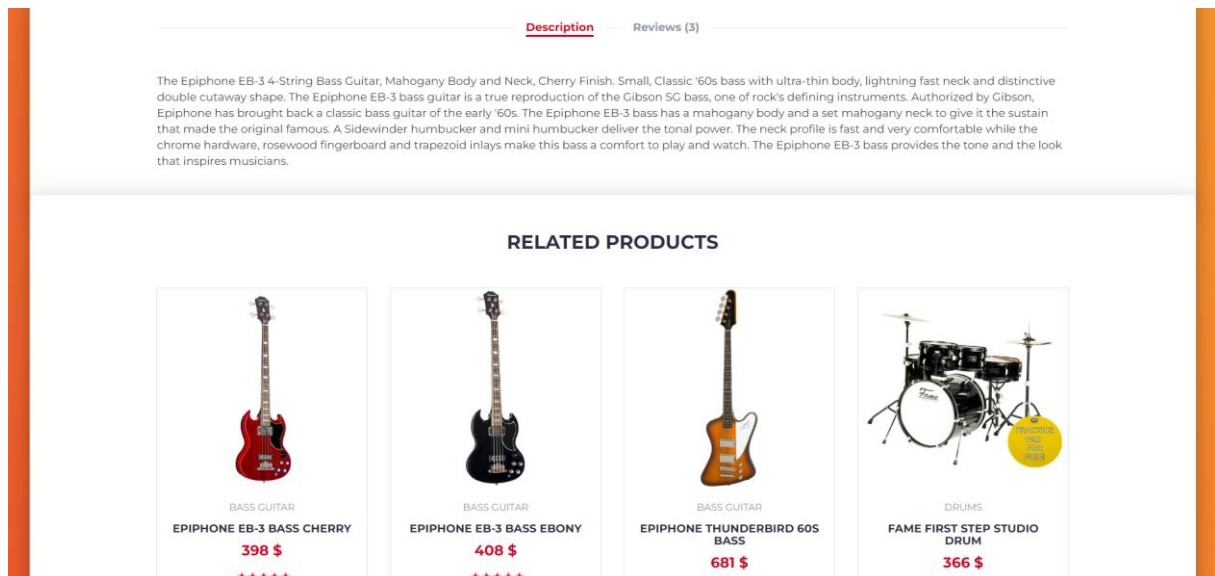 Description
Reviews (3)
The Epiphone EB-3 4-String Bass Guitar, Mahogany Body and Neck, Cherry Finish. Small, Classic '60s bass with ultra-thin body, lightning fast neck and distinctive
double cutaway shape. The Epiphone EB-3 bass guitar is a true reproduction of the Gibson SG bass, one of rock's defining instruments. Authorized by Gibson,
Epiphone has brought back a classic bass guitar of the early '60s. The Epiphone EB-3 bass has a mahogany body and a set mahogany neck to give it the sustain
that made the original famous. A Sidewinder humbucker and mini humbucker deliver the tonal power. The neck profile is fast and very comfortable while the
chrome hardware, rosewood fingerboard and trapezoid inlays make this bass a comfort to play and watch. The Epiphone EB-3 bass provides the tone and the look
that inspires musicians.
RELATED PRODUCTS
Fame
PRACTICE
PAD
FOR
FREE!
BASS GUITAR
EPIPHONE EB-3 BASS CHERRY
398 $
BASS GUITAR
EPIPHONE EB-3 BASS EBONY
408 $
BASS GUITAR
EPIPHONE THUNDERBIRD 60S
BASS
681 $
DRUMS
FAME FIRST STEP STUDIO
DRUM
366 $